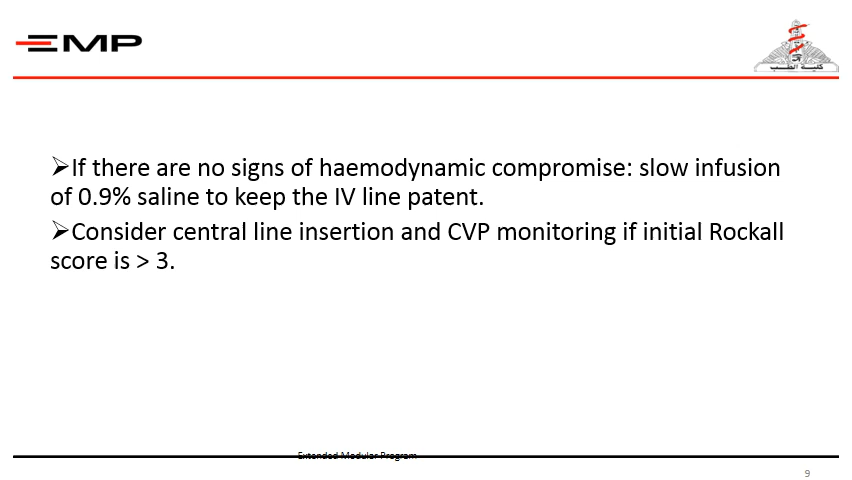 EMP
كلية الطب
➢If there are no signs of haemodynamic compromise: slow infusion
of 0.9% saline to keep the IV line patent.
➢Consider central line insertion and CVP monitoring if initial Rockall
score is > 3.
Extended Modular Program
9